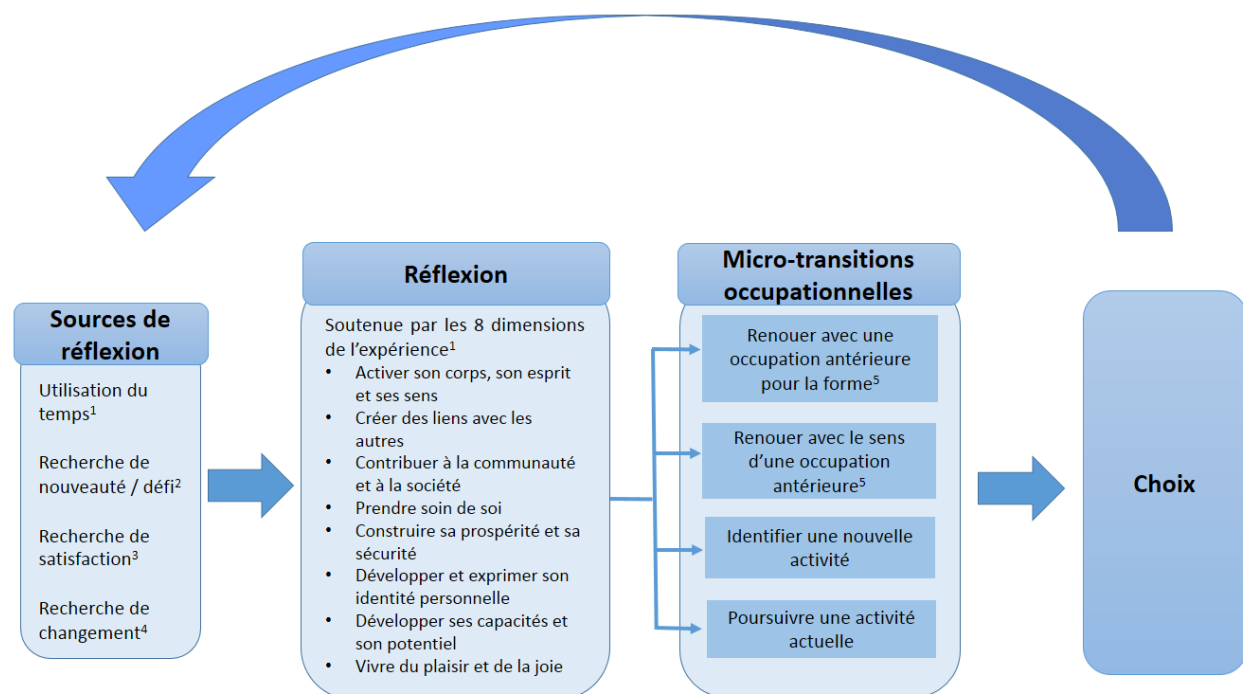 Sources de
réflexion
Utilisation du
temps¹
Recherche de
nouveauté / défi²
Recherche de
satisfaction³
Recherche de
changement⁴
Réflexion
Soutenue par les 8 dimensions
de l’expérience¹
• Activer son corps, son esprit
et ses sens
• Créer des liens avec les
autres
• Contribuer à la communauté
et à la société
• Prendre soin de soi
• Construire sa prospérité et sa
sécurité
• Développer et exprimer son
identité personnelle
• Développer ses capacités et
son potentiel
• Vivre du plaisir et de la joie
Micro-transitions
occupationnelles
Renouer avec une
occupation antérieure
pour la forme⁵
Renouer avec le sens
d’une occupation
antérieure⁵
Identifier une nouvelle
activité
Poursuivre une activité
actuelle
Choix